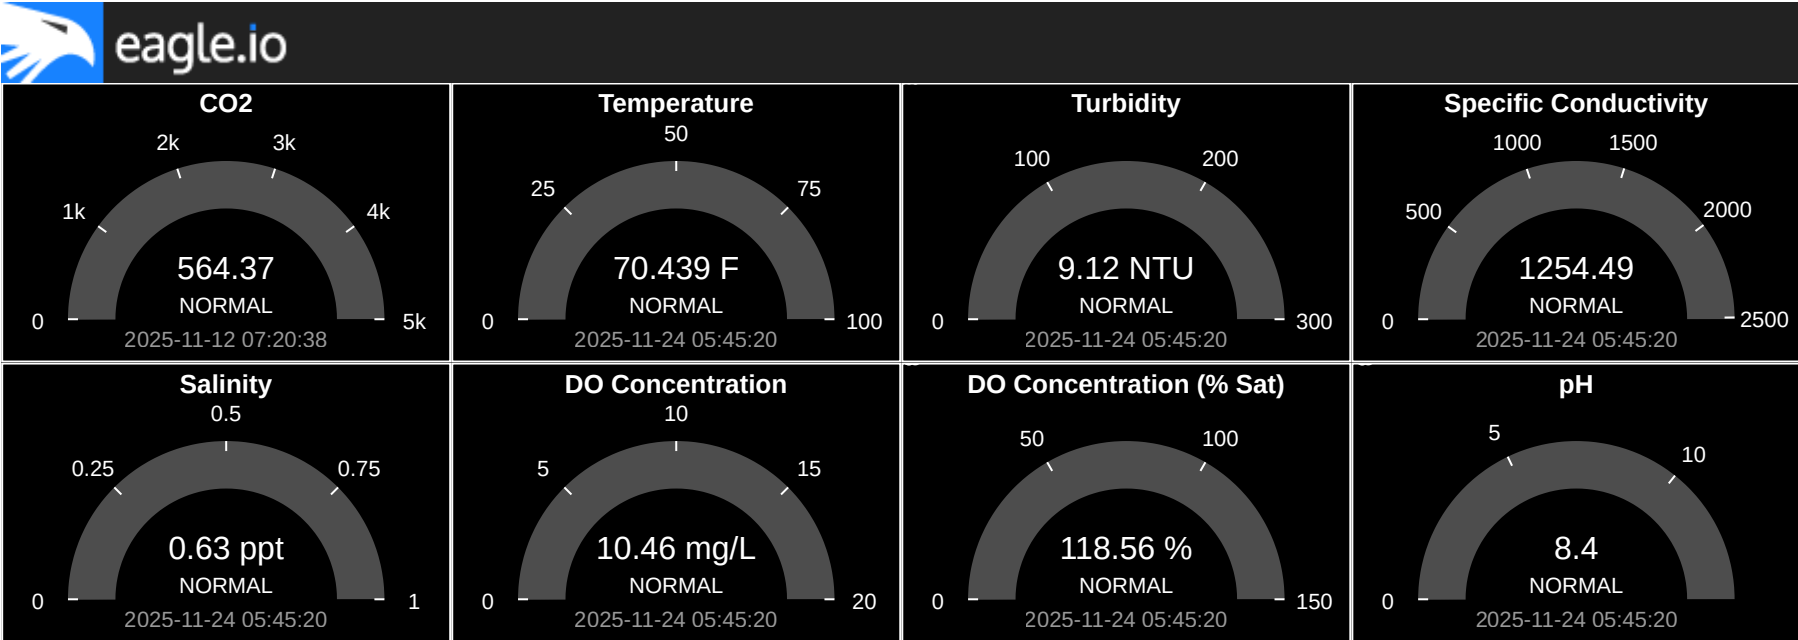 eagle.io
CO2
2k
3k
1k
4k
564.37
NORMAL
0
5k
2025-11-12 07:20:38
Temperature
50
25
75
70.439 F
NORMAL
0
100
2025-11-24 05:45:20
Turbidity
100
200
9.12 NTU
NORMAL
0
300
2025-11-24 05:45:20
Specific Conductivity
1000
1500
500
2000
1254.49
NORMAL
0
2500
2025-11-24 05:45:20
Salinity
0.5
0.25
0.75
0.63 ppt
NORMAL
0
1
2025-11-24 05:45:20
DO Concentration
10
5
15
10.46 mg/L
NORMAL
0
20
2025-11-24 05:45:20
DO Concentration (% Sat)
50
100
118.56 %
NORMAL
0
150
2025-11-24 05:45:20
pH
5
10
8.4
NORMAL
0
2025-11-24 05:45:20